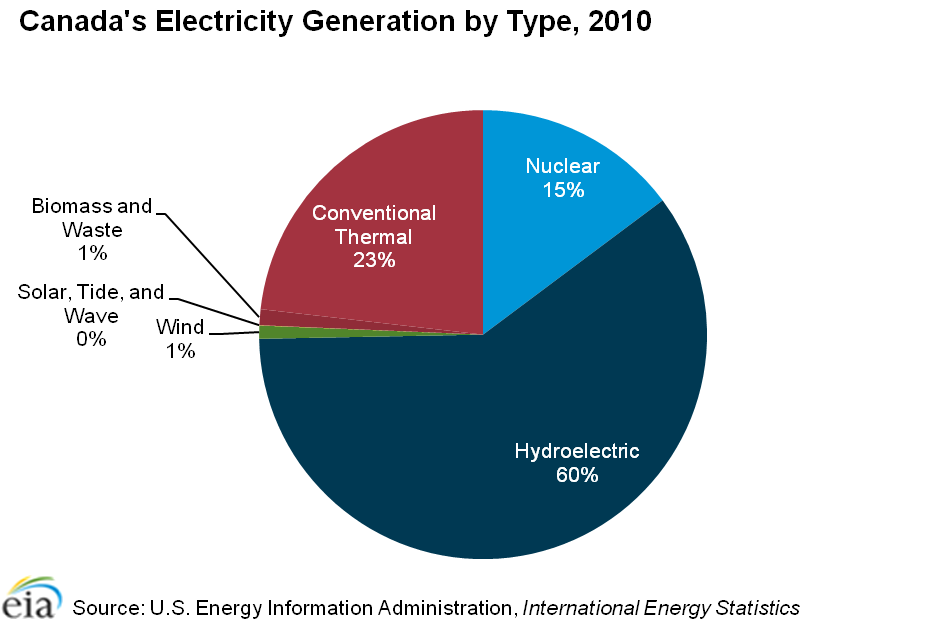 Canada's Electricity Generation by Type, 2010
Nuclear
15%
Biomass and
Waste
1%
Conventional
Thermal
23%
Solar, Tide, and
Wave
0%
Wind
1%
Hydroelectric
60%
eia
Source: U.S. Energy Information Administration, International Energy Statistics